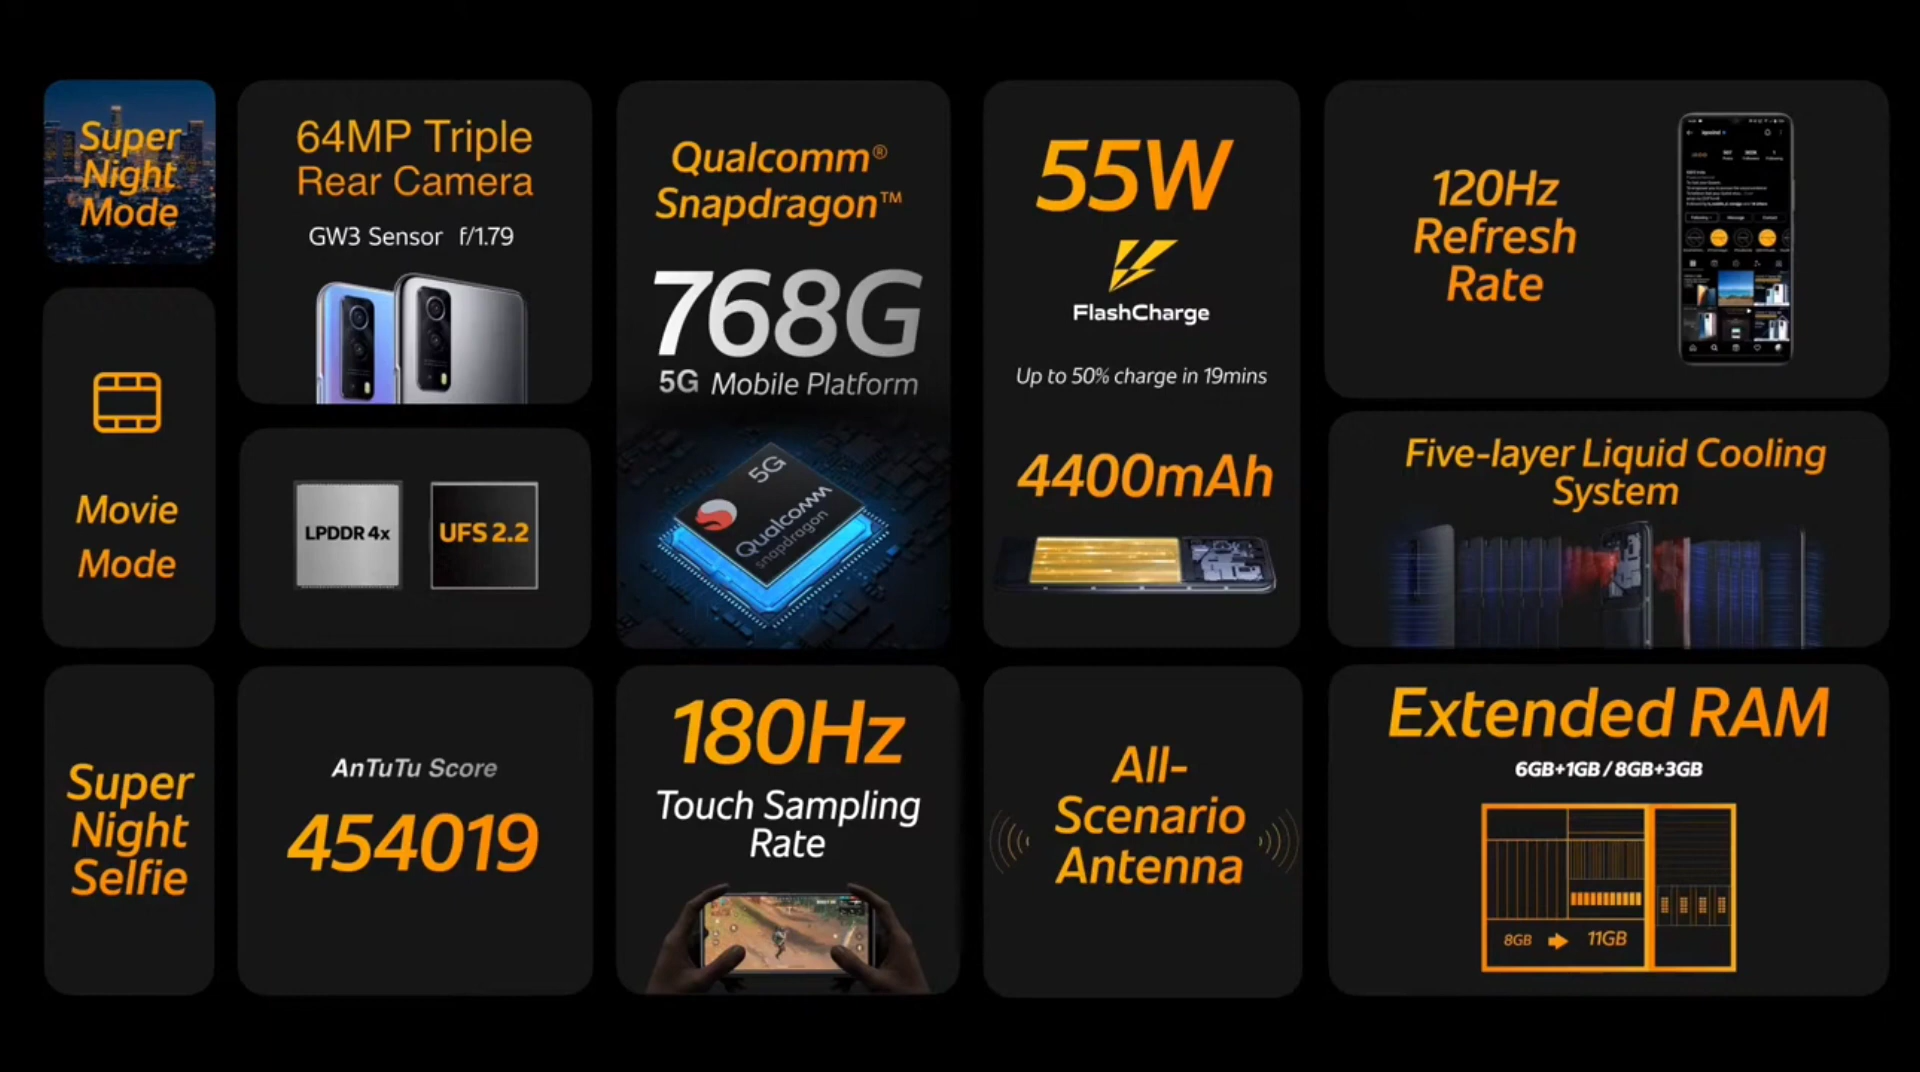 Super
Night
Mode
64MP Triple
Rear Camera
GW3 Sensor f/1.79
Qualcomm®
Snapdragon™
768G
5G Mobile Platform
5G
Qualcomm
snapdragon
55W
FlashCharge
Up to 50% charge in 19mins
4400mAh
120Hz
Refresh
Rate
Movie
Mode
LPDDR 4x
UFS 2.2
Five-layer Liquid Cooling
System
Super
Night
Selfie
AnTuTu Score
454019
180Hz
Touch Sampling
Rate
All-
Scenario
Antenna
Extended RAM
6GB+1GB / 8GB+3GB
8GB 11GB